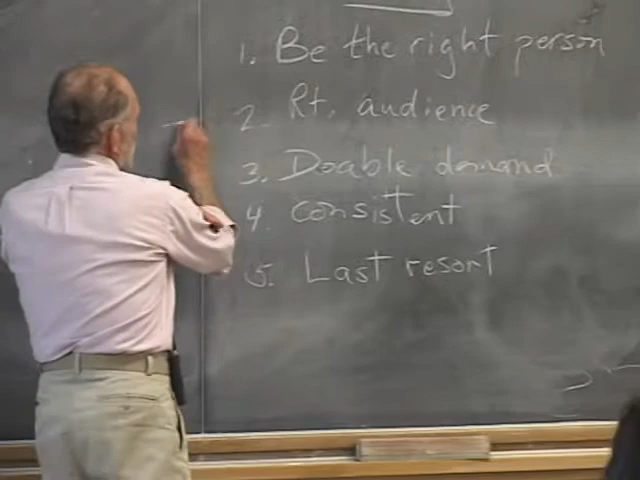 1. Be the right person
2. Rt. audience
3. Doable demand
4. consistent
5. Last resort